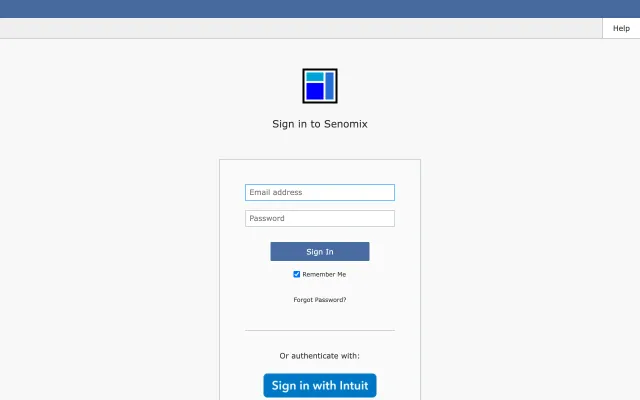 Help
Sign in to Senomix
Email address
Password
Sign In
Remember Me
Forgot Password?
Or authenticate with:
Sign in with Intuit